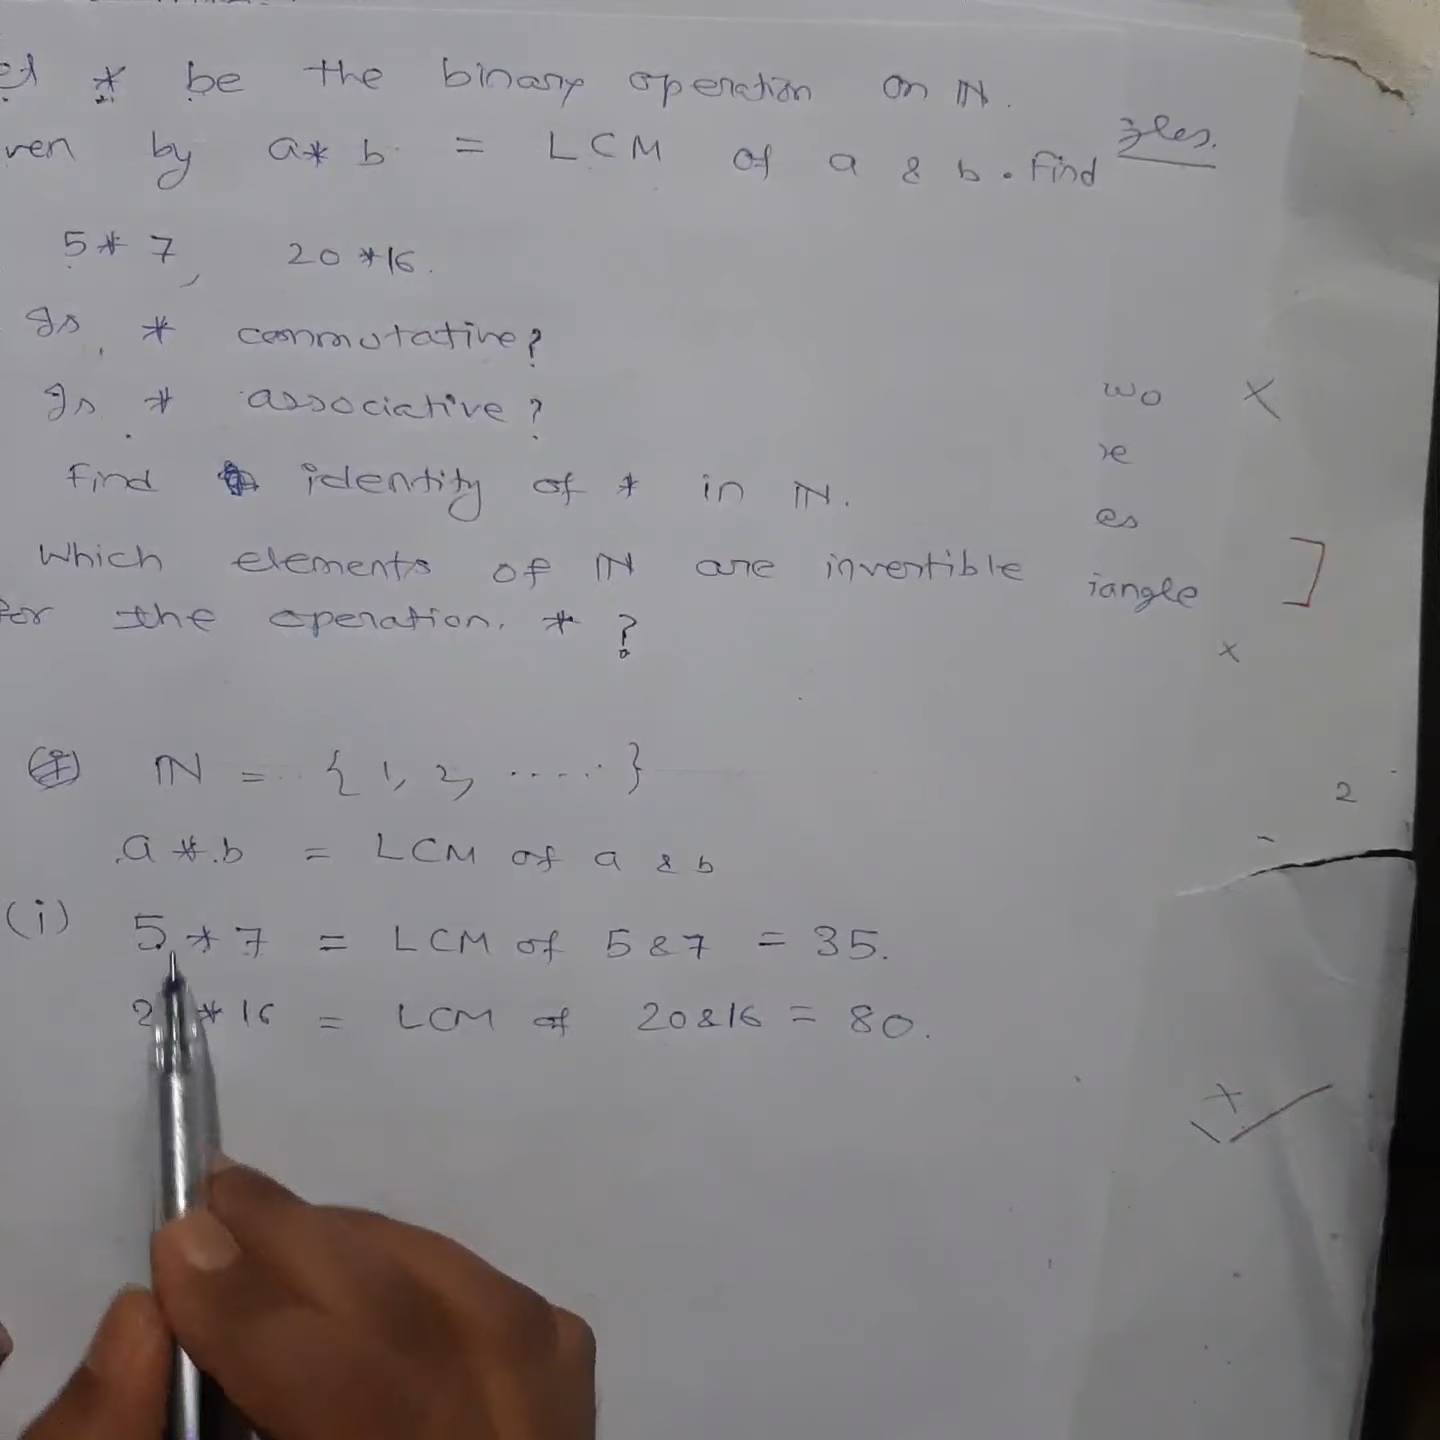 be the binary operation on ℕ.
by a * b = LCM of a & b. Find
5 * 7, 20 * 16.
Is * commutative?
Is * associative?
Find identity of * in ℕ.
Which elements of ℕ are invertible
for the operation * ?
ℕ = { 1, 2, ..... }
a * b = LCM of a & b
(i) 5 * 7 = LCM of 5 & 7 = 35.
* 16 = LCM of 20 & 16 = 80.
wo ×
es
iangle ]
×
2